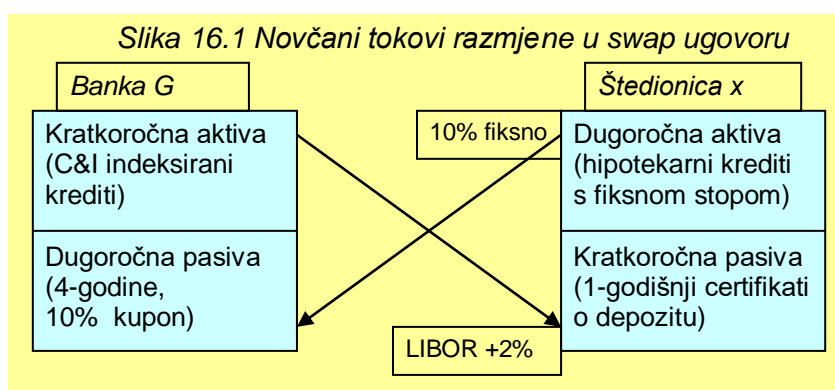 Slika 16.1 Novčani tokovi razmjene u swap ugovoru
Banka G
Kratkoročna aktiva
(C&I indeksirani
krediti)
Dugoročna pasiva
(4-godine,
10% kupon)
10% fiksno
LIBOR +2%
Štedionica x
Dugoročna aktiva
(hipotekarni krediti
s fiksnom stopom)
Kratkoročna pasiva
(1-godišnji certifikati
o depozitu)